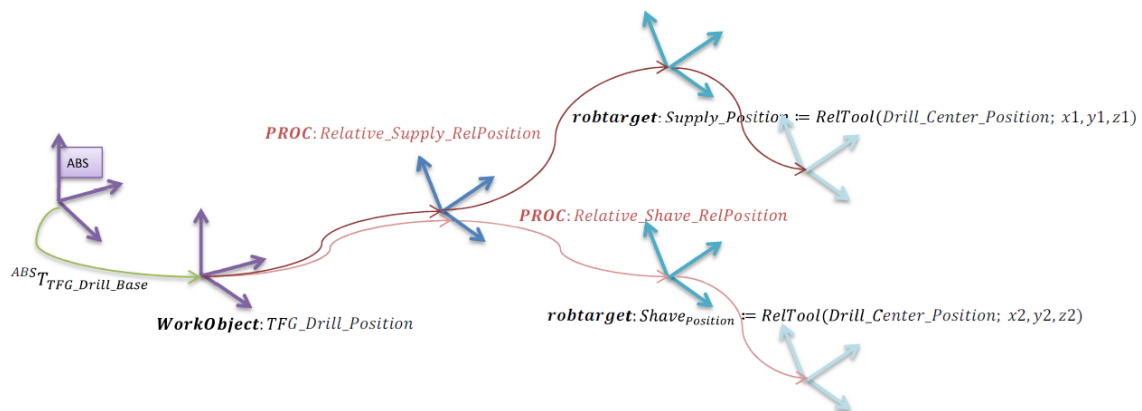 robtarget: Supply_Position := RelTool(Drill_Center_Position; x1, y1, z1)
PROC: Relative_Supply_RelPosition
ABS
PROC: Relative_Shave_RelPosition
ABS T TFG_Drill_Base
WorkObject: TFG_Drill_Position
robtarget: Shave Position := RelTool(Drill_Center_Position; x2, y2, z2)